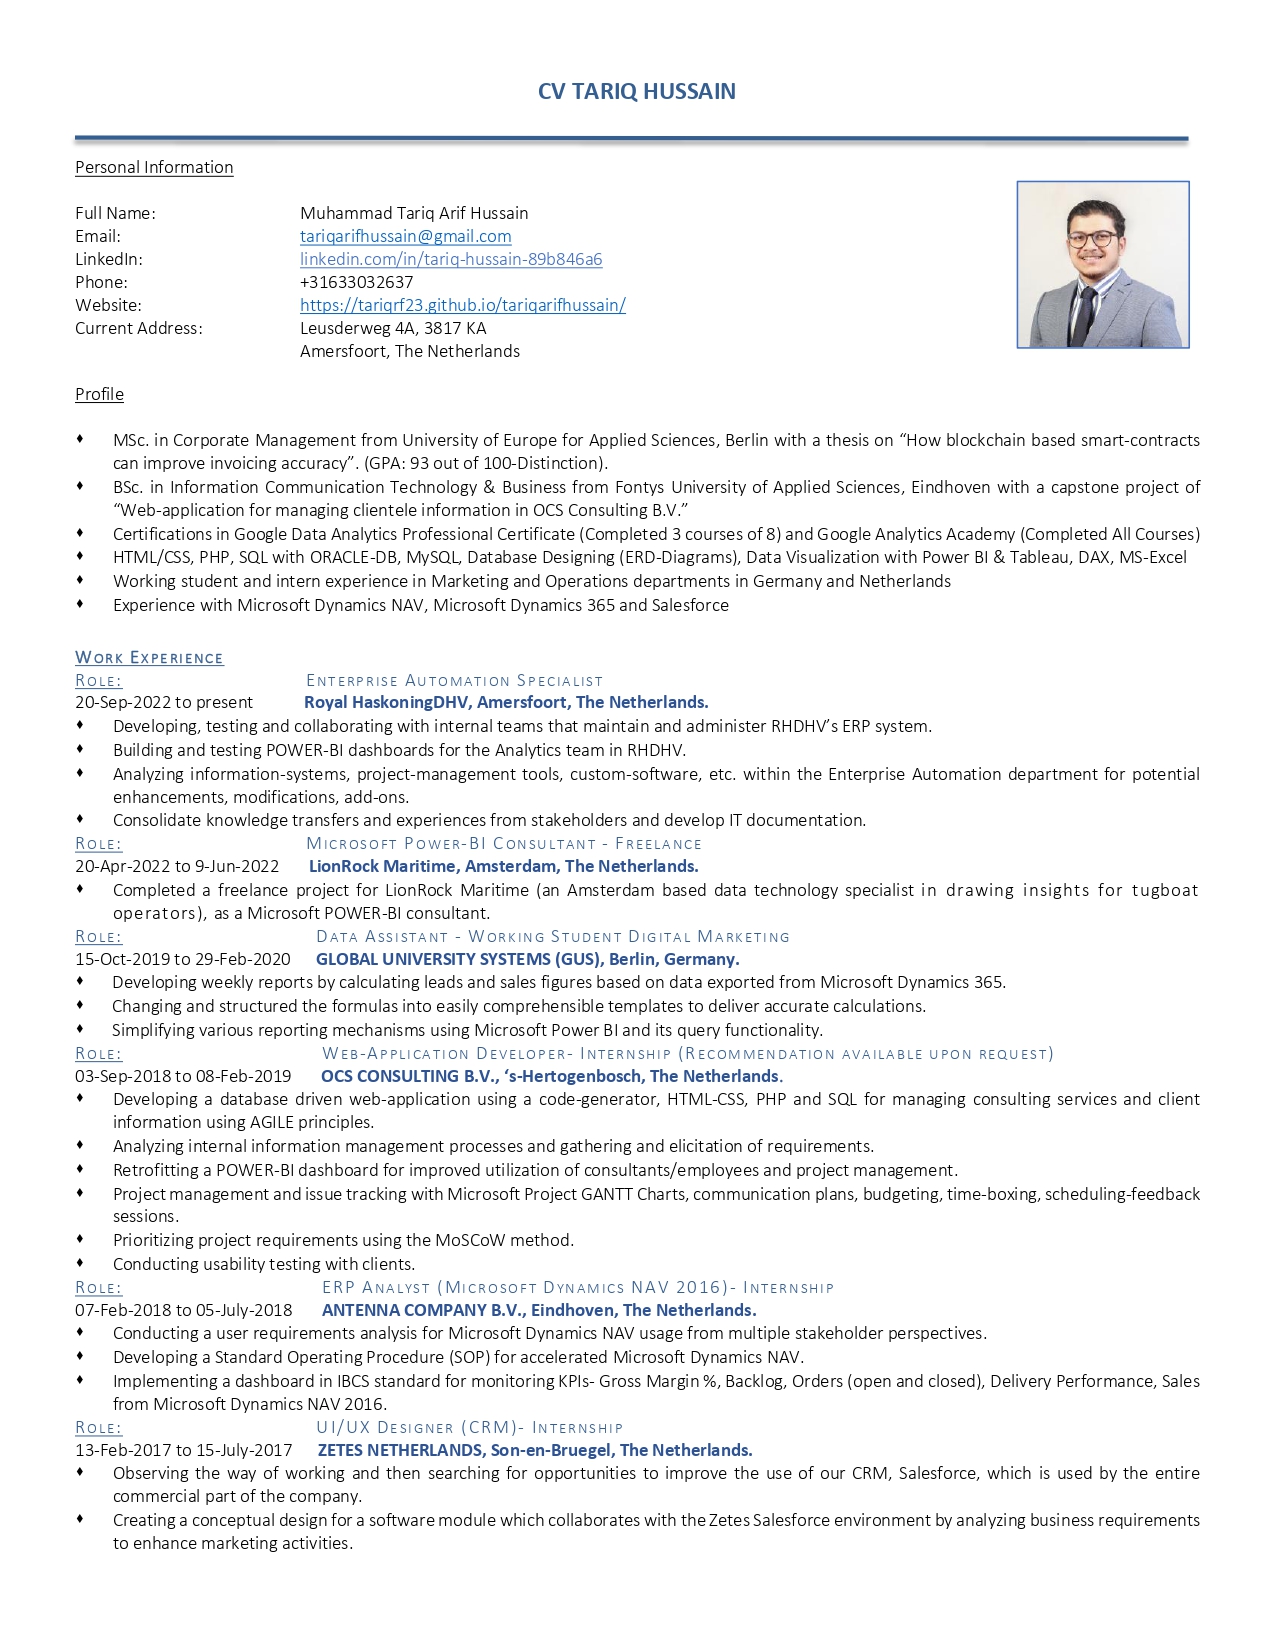 CV TARIQ HUSSAIN
Personal Information
Full Name: Muhammad Tariq Arif Hussain
Email: tariqarifhussain@gmail.com
LinkedIn: linkedin.com/in/tariq-hussain-89b846a6
Phone: +31633032637
Website: https://tariqrf23.github.io/tariqarifhussain/
Current Address: Leusderweg 4A, 3817 KA
Amersfoort, The Netherlands
Profile
♦ MSc. in Corporate Management from University of Europe for Applied Sciences, Berlin with a thesis on “How blockchain based smart-contracts
can improve invoicing accuracy”. (GPA: 93 out of 100-Distinction).
♦ BSc. in Information Communication Technology & Business from Fontys University of Applied Sciences, Eindhoven with a capstone project of
“Web-application for managing clientele information in OCS Consulting B.V.”
♦ Certifications in Google Data Analytics Professional Certificate (Completed 3 courses of 8) and Google Analytics Academy (Completed All Courses)
♦ HTML/CSS, PHP, SQL with ORACLE-DB, MySQL, Database Designing (ERD-Diagrams), Data Visualization with Power BI & Tableau, DAX, MS-Excel
♦ Working student and intern experience in Marketing and Operations departments in Germany and Netherlands
♦ Experience with Microsoft Dynamics NAV, Microsoft Dynamics 365 and Salesforce
WORK EXPERIENCE
ROLE: ENTERPRISE AUTOMATION SPECIALIST
20-Sep-2022 to present Royal HaskoningDHV, Amersfoort, The Netherlands.
♦ Developing, testing and collaborating with internal teams that maintain and administer RHDHV’s ERP system.
♦ Building and testing POWER-BI dashboards for the Analytics team in RHDHV.
♦ Analyzing information-systems, project-management tools, custom-software, etc. within the Enterprise Automation department for potential
enhancements, modifications, add-ons.
♦ Consolidate knowledge transfers and experiences from stakeholders and develop IT documentation.
ROLE: MICROSOFT POWER-BI CONSULTANT - FREELANCE
20-Apr-2022 to 9-Jun-2022 LionRock Maritime, Amsterdam, The Netherlands.
♦ Completed a freelance project for LionRock Maritime (an Amsterdam based data technology specialist in drawing insights for tugboat
operators), as a Microsoft POWER-BI consultant.
ROLE: DATA ASSISTANT - WORKING STUDENT DIGITAL MARKETING
15-Oct-2019 to 29-Feb-2020 GLOBAL UNIVERSITY SYSTEMS (GUS), Berlin, Germany.
♦ Developing weekly reports by calculating leads and sales figures based on data exported from Microsoft Dynamics 365.
♦ Changing and structured the formulas into easily comprehensible templates to deliver accurate calculations.
♦ Simplifying various reporting mechanisms using Microsoft Power BI and its query functionality.
ROLE: WEB-APPLICATION DEVELOPER- INTERNSHIP (RECOMMENDATION AVAILABLE UPON REQUEST)
03-Sep-2018 to 08-Feb-2019 OCS CONSULTING B.V., ‘s-Hertogenbosch, The Netherlands.
♦ Developing a database driven web-application using a code-generator, HTML-CSS, PHP and SQL for managing consulting services and client
information using AGILE principles.
♦ Analyzing internal information management processes and gathering and elicitation of requirements.
♦ Retrofitting a POWER-BI dashboard for improved utilization of consultants/employees and project management.
♦ Project management and issue tracking with Microsoft Project GANTT Charts, communication plans, budgeting, time-boxing, scheduling-feedback
sessions.
♦ Prioritizing project requirements using the MoSCoW method.
♦ Conducting usability testing with clients.
ROLE: ERP ANALYST (MICROSOFT DYNAMICS NAV 2016)- INTERNSHIP
07-Feb-2018 to 05-July-2018 ANTENNA COMPANY B.V., Eindhoven, The Netherlands.
♦ Conducting a user requirements analysis for Microsoft Dynamics NAV usage from multiple stakeholder perspectives.
♦ Developing a Standard Operating Procedure (SOP) for accelerated Microsoft Dynamics NAV.
♦ Implementing a dashboard in IBCS standard for monitoring KPIs- Gross Margin %, Backlog, Orders (open and closed), Delivery Performance, Sales
from Microsoft Dynamics NAV 2016.
ROLE: UI/UX DESIGNER (CRM)- INTERNSHIP
13-Feb-2017 to 15-July-2017 ZETES NETHERLANDS, Son-en-Bruegel, The Netherlands.
♦ Observing the way of working and then searching for opportunities to improve the use of our CRM, Salesforce, which is used by the entire
commercial part of the company.
♦ Creating a conceptual design for a software module which collaborates with the Zetes Salesforce environment by analyzing business requirements
to enhance marketing activities.